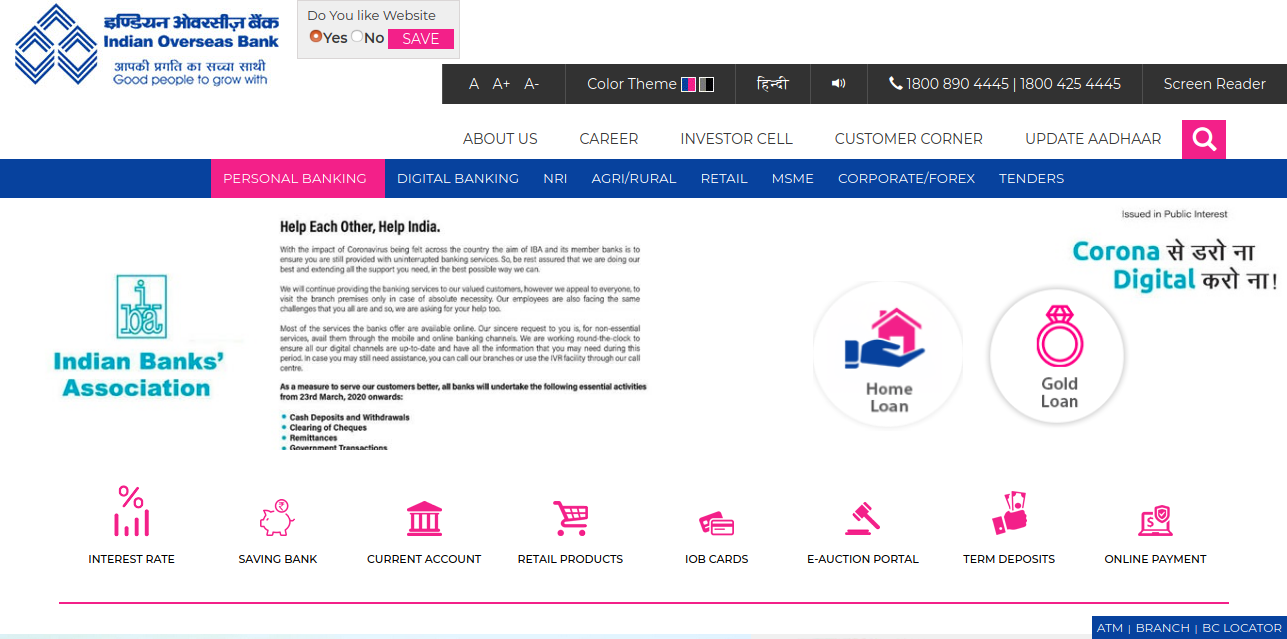 इण्डियन ओवरसीज़ बैंक
Indian Overseas Bank
आपकी प्रगति का सच्चा साथी
Good people to grow with
Do You like Website
Yes No SAVE
A A+ A- Color Theme हिन्दी 1800 890 4445 | 1800 425 4445 Screen Reader
ABOUT US CAREER INVESTOR CELL CUSTOMER CORNER UPDATE AADHAAR
PERSONAL BANKING DIGITAL BANKING NRI AGRI/RURAL RETAIL MSME CORPORATE/FOREX TENDERS
iba
Indian Banks’
Association
Help Each Other, Help India.
With the impact of Coronavirus being felt across the country the aim of IBA and its member banks is to
ensure you are still provided with uninterrupted banking services. So, be rest assured that we are doing our
best and extending all the support you need, in the best possible way we can.
We will continue providing the banking services to our valued customers, however we appeal to everyone, to
visit the branch premises only in case of absolute necessity. Our employees are also facing the same
challenges that you all are and so, we are asking for your help too.
Most of the services the banks offer are available online. Our sincere request to you is, for non-essential
services, avail them through the mobile and online banking channels. We are working round-the-clock to
ensure all our digital channels are up-to-date and have all the information that you may need during this
period. In case you may still need assistance, you can call our branches or use the IVR facility through our call
centre.
As a measure to serve our customers better, all banks will undertake the following essential activities
from 23rd March, 2020 onwards:
• Cash Deposits and Withdrawals
• Clearing of Cheques
• Remittances
• Government Transactions
Issued in Public Interest
Corona से डरो ना
Digital करो ना!
Home
Loan
Gold
Loan
INTEREST RATE SAVING BANK CURRENT ACCOUNT RETAIL PRODUCTS IOB CARDS E-AUCTION PORTAL TERM DEPOSITS ONLINE PAYMENT
ATM | BRANCH | BC LOCATOR